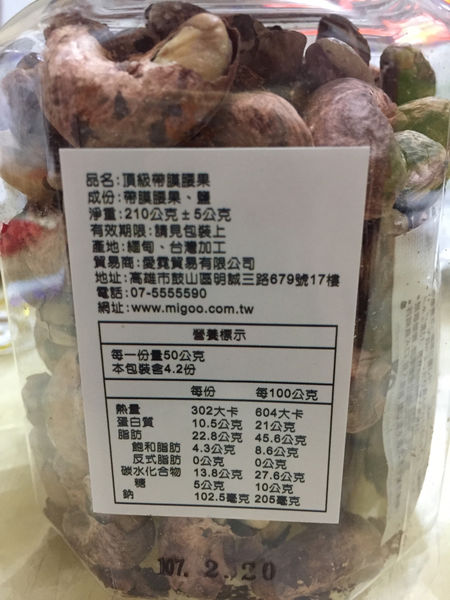 品名:頂級帶膜腰果
成份:帶膜腰果、鹽
淨重:210公克±5公克
有效期限:請見包裝上
產地:緬甸、台灣加工
貿易商:愛霖貿易有限公司
地址:高雄市鼓山區明誠三路679號17樓
電話:07-5555590
網址:www.migoo.com.tw
營養標示
每一份量50公克
本包裝含4.2份
每份 每100公克
熱量 302大卡 604大卡
蛋白質 10.5公克 21公克
脂肪 22.8公克 45.6公克
飽和脂肪 4.3公克 8.6公克
反式脂肪 0公克 0公克
碳水化合物 13.8公克 27.6公克
糖 5公克 10公克
鈉 102.5毫克 205毫克
107. 2. 20